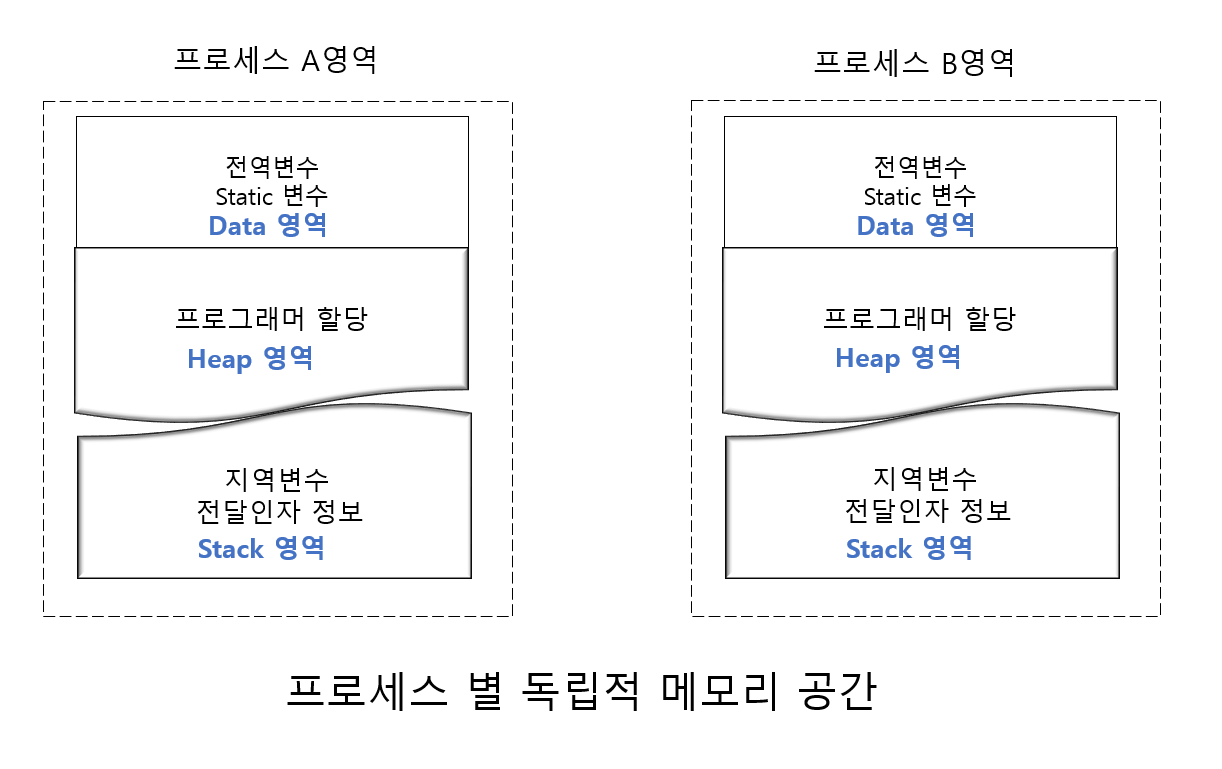 프로세스 A영역
전역변수
Static 변수
Data 영역
프로그래머 할당
Heap 영역
지역변수
전달인자 정보
Stack 영역
프로세스 B영역
전역변수
Static 변수
Data 영역
프로그래머 할당
Heap 영역
지역변수
전달인자 정보
Stack 영역
프로세스 별 독립적 메모리 공간